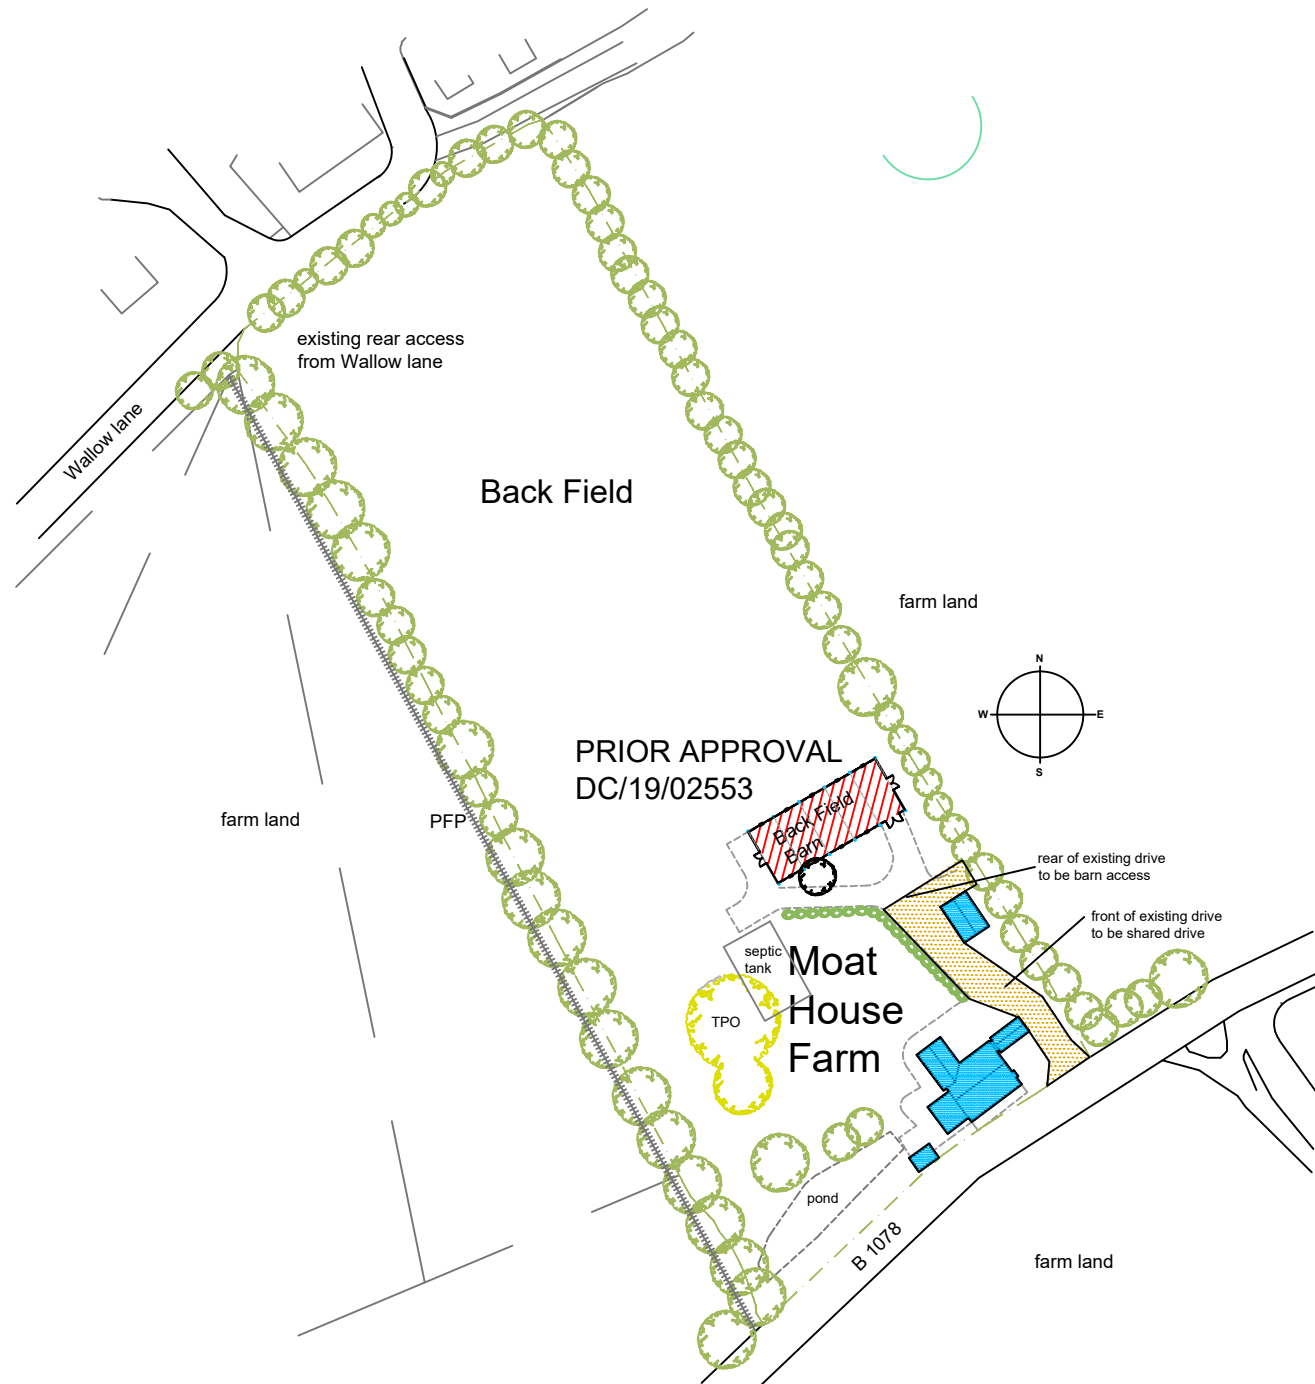 existing rear access
from Wallow lane
Wallow lane
Back Field
farm land
N
W
E
S
PRIOR APPROVAL
DC/19/02553
Back Field
Barn
farm land
PFP
rear of existing drive
to be barn access
front of existing drive
to be shared drive
septic
tank
Moat
House
Farm
TPO
pond
B 1078
farm land